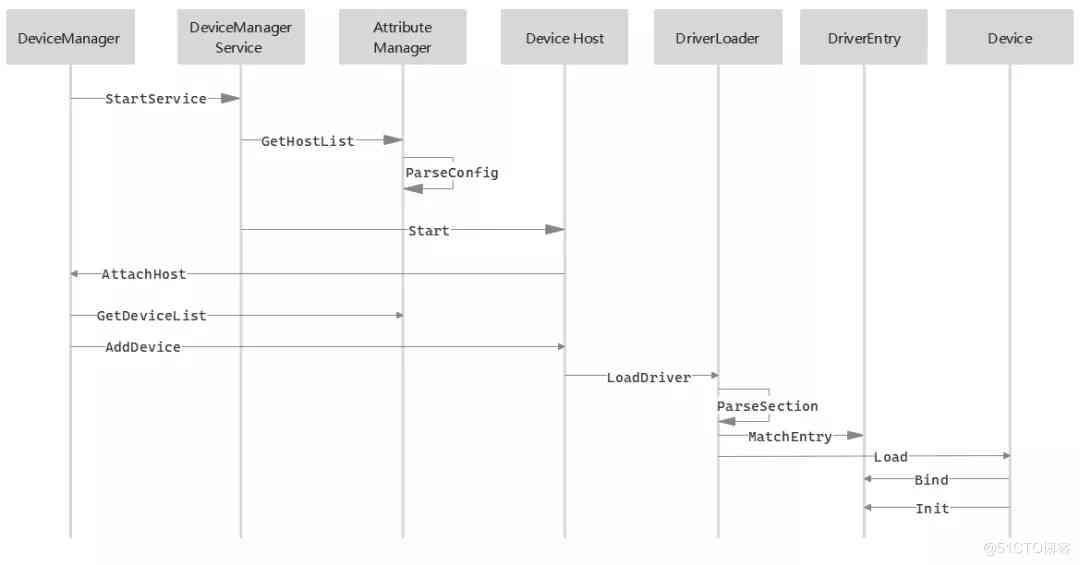 DeviceManager
DeviceManager
Service
Attribute
Manager
Device Host
DriverLoader
DriverEntry
Device
StartService
GetHostList
ParseConfig
Start
AttachHost
GetDeviceList
AddDevice
LoadDriver
ParseSection
MatchEntry
Load
Bind
Init
@51CTO博客